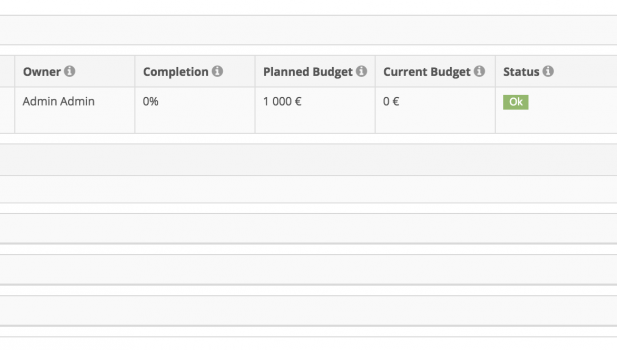 Owner Completion Planned Budget Current Budget Status
Admin Admin 0% 1 000 € 0 € Ok